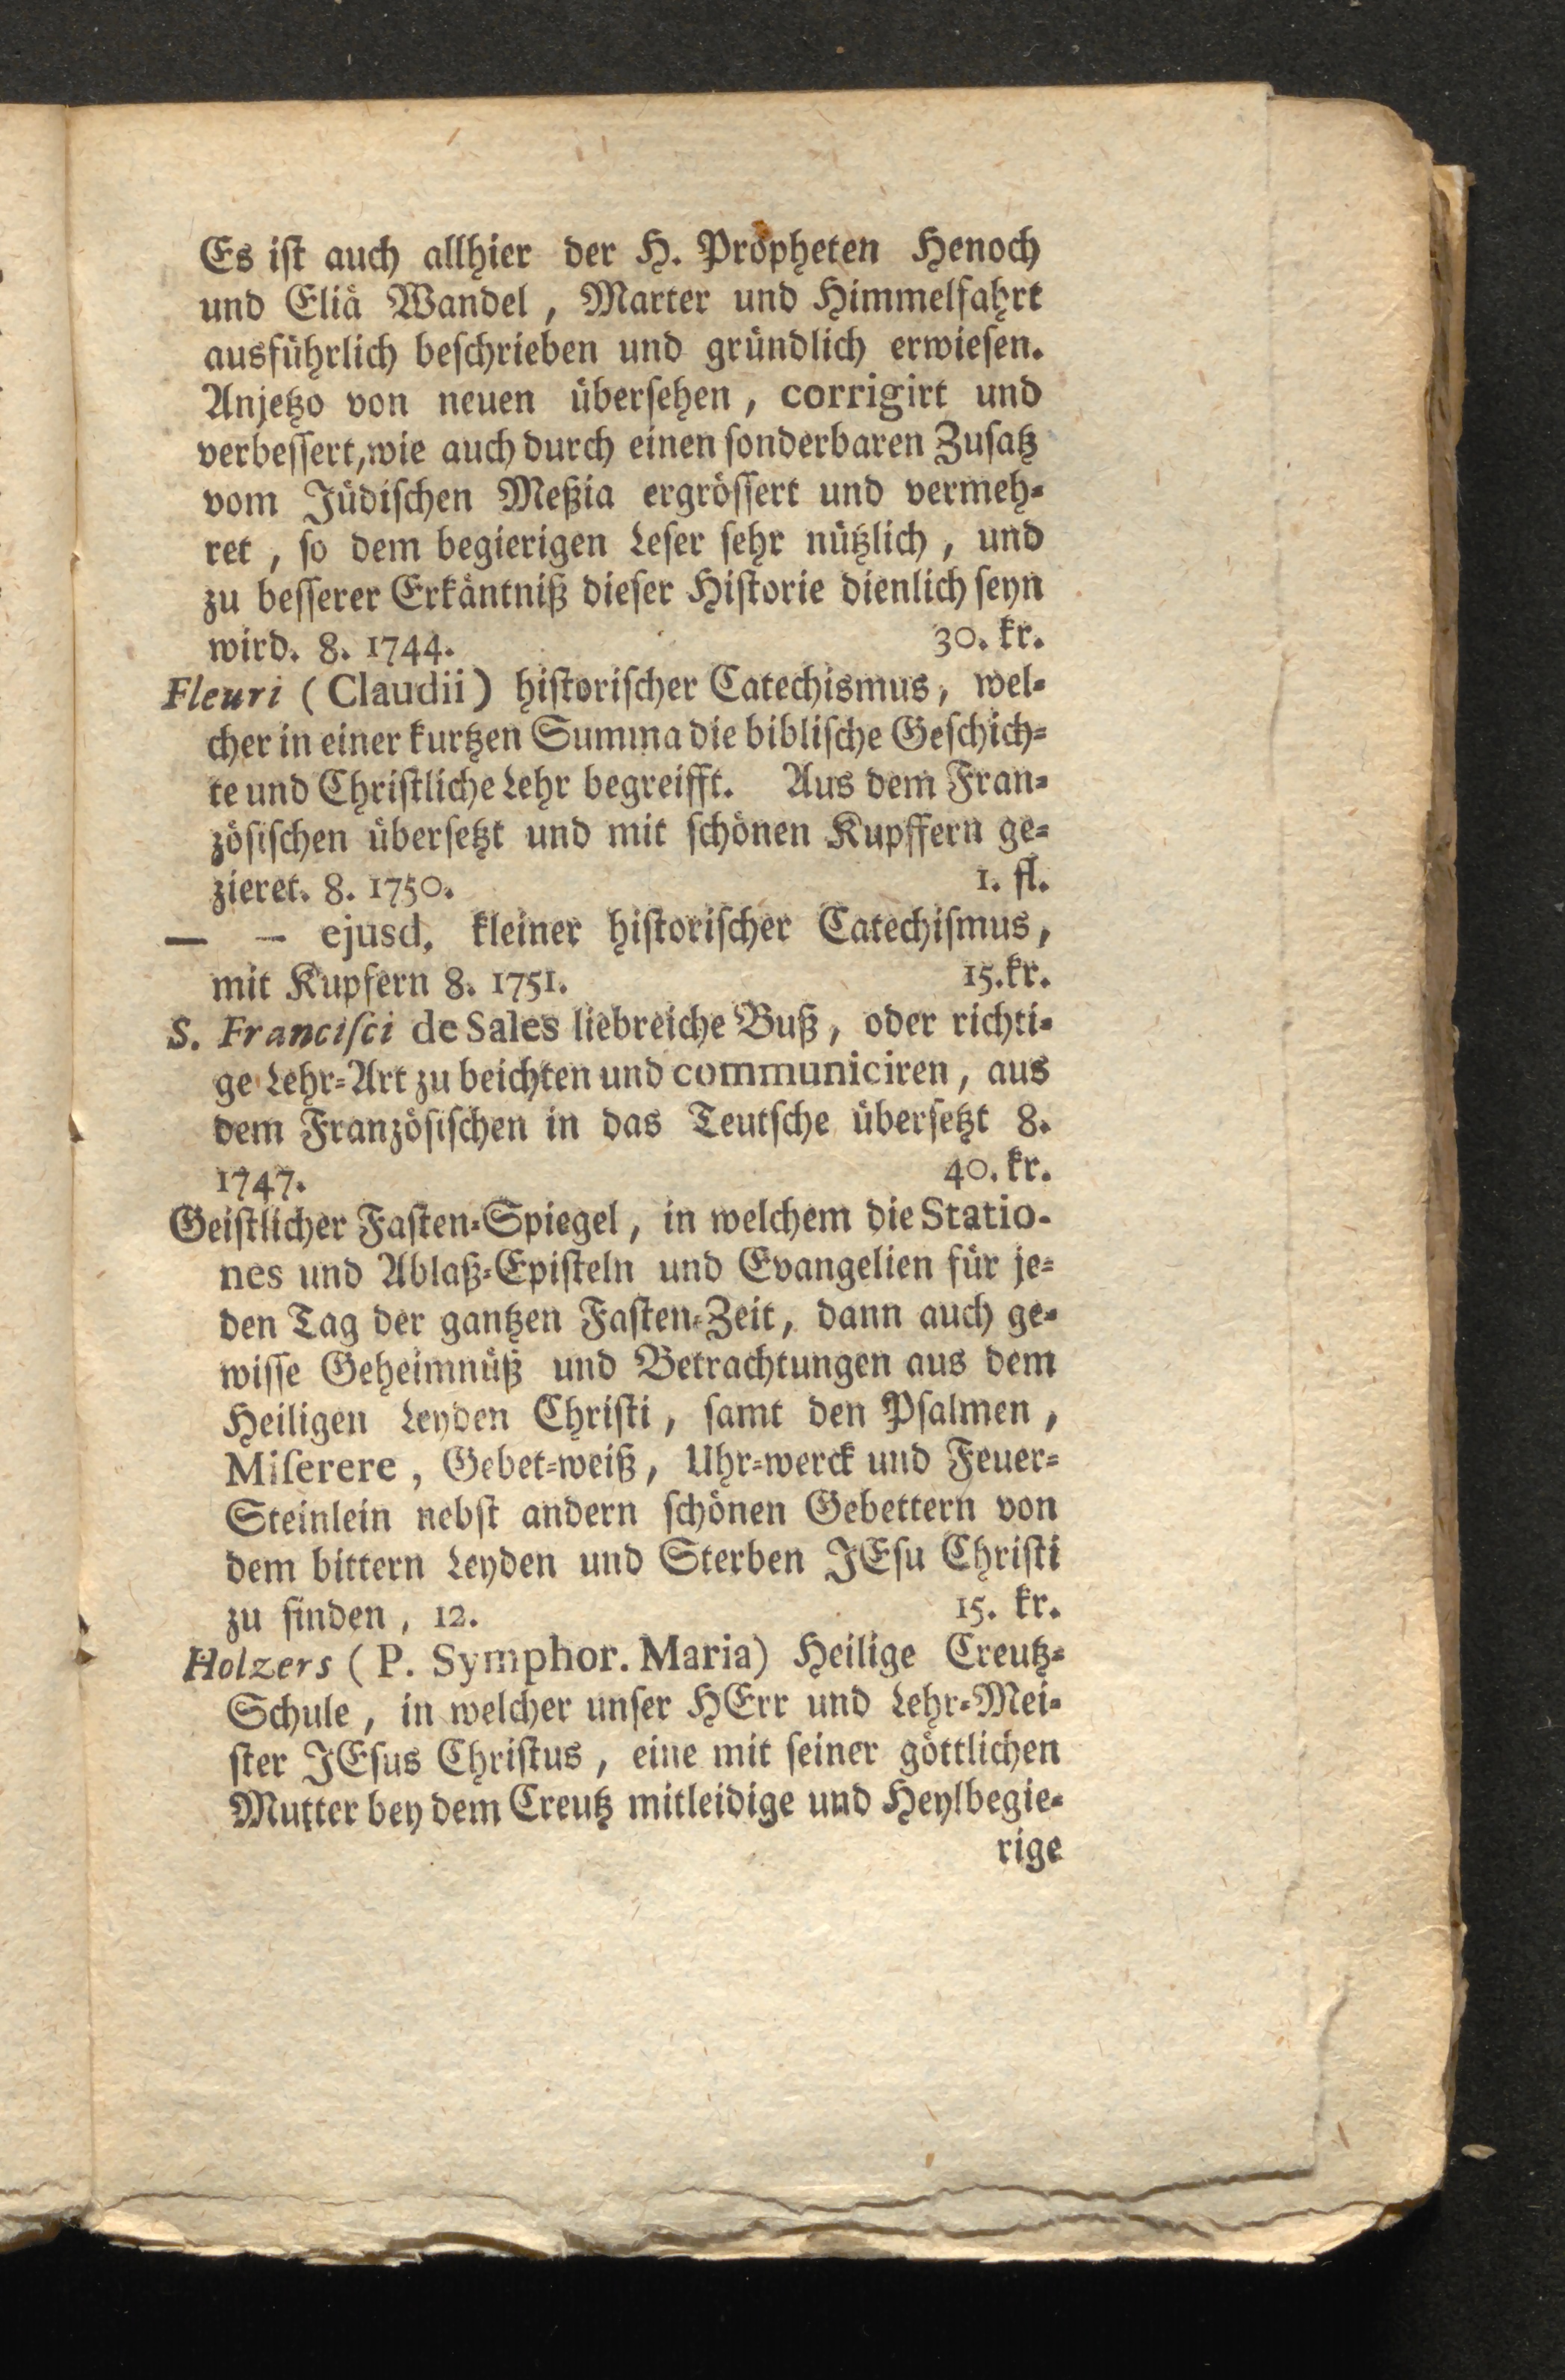 Es iſt auch allhier der H. Propheten Henoch
und Eliä Wandel, Marter und Himmelfahrt
ausführlich beſchrieben und gründlich erwieſen.
Anjetzo von neuen überſehen, corrigirt und
verbeſſert, wie auch durch einen ſonderbaren Zuſatz
vom Jüdiſchen Meßia ergröſſert und vermeh⸗
ret, ſo dem begierigen Leſer ſehr nützlich, und
zu beſſerer Erkäntniß dieſer Hiſtorie dienlich ſeyn
wird. 8. 1744. 30. kr.
Fleuri (Claudii) hiſtoriſcher Catechismus, wel⸗
cher in einer kurtzen Summa die bibliſche Geſchich⸗
te und Chriſtliche Lehr begreifft. Aus dem Fran⸗
zöſiſchen überſetzt und mit ſchönen Kupffern ge⸗
zieret. 8. 1750. 1. fl.
— — ejusd. kleiner hiſtoriſcher Catechiſmus,
mit Kupfern 8. 1751. 15. kr.
S. Franciſci de Sales liebreiche Buß, oder richti⸗
ge Lehr⸗Art zu beichten und communiciren, aus
dem Franzöſiſchen in das Teutſche überſetzt 8.
1747. 40. kr.
Geiſtlicher Faſten⸗Spiegel, in welchem die Statio-
nes und Ablaß⸗Epiſteln und Evangelien für je⸗
den Tag der gantzen Faſten⸗Zeit, dann auch ge⸗
wiſſe Geheimnüß und Betrachtungen aus dem
Heiligen Leyden Chriſti, ſamt den Pſalmen,
Miſerere, Gebet⸗weiß, Uhr⸗werck und Feuer⸗
Steinlein nebſt andern ſchönen Gebettern von
dem bittern Leyden und Sterben JEſu Chriſti
zu finden, 12. 15. kr.
Holzers (P. Symphor. Maria) Heilige Creutz⸗
Schule, in welcher unſer HErr und Lehr⸗Mei⸗
ſter JEſus Chriſtus, eine mit ſeiner göttlichen
Mutter bey dem Creutz mitleidige und Heylbegie⸗
rige